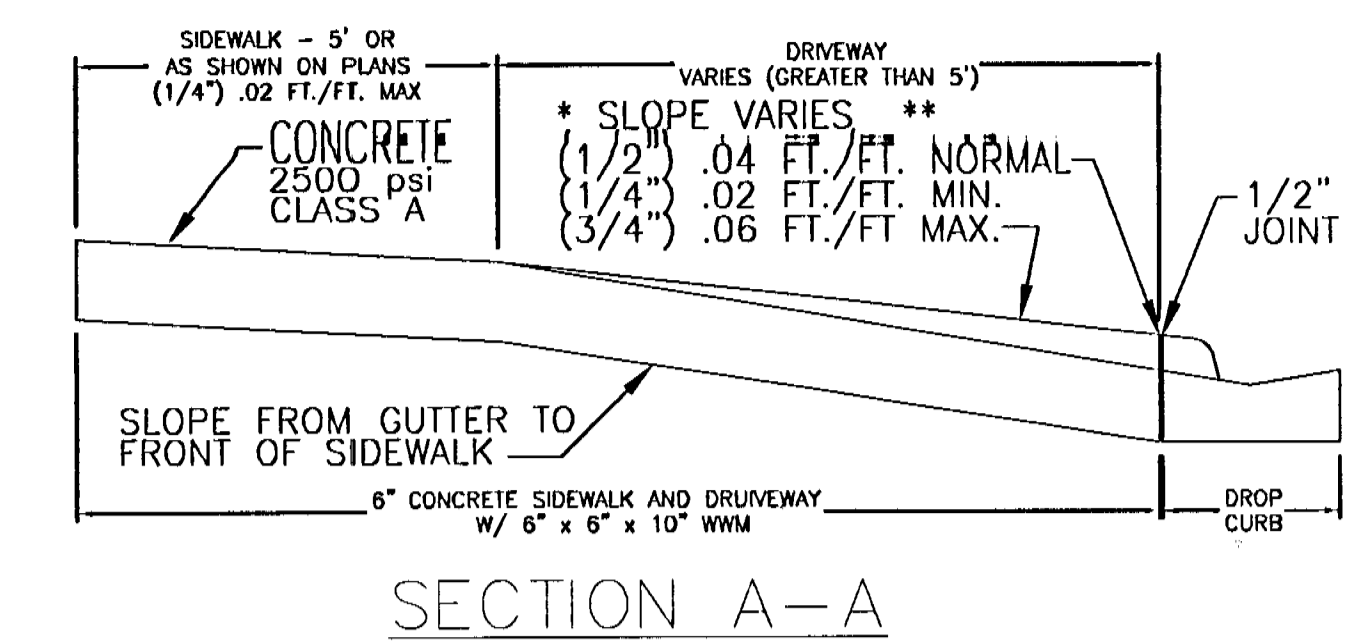 SIDEWALK - 5' OR
AS SHOWN ON PLANS
(1/4") .02 FT./FT. MAX
DRIVEWAY
VARIES (GREATER THAN 5')
* SLOPE VARIES **
(1/2") .04 FT./FT. NORMAL
(1/4") .02 FT./FT. MIN.
(3/4") .06 FT./FT MAX.
CONCRETE
2500 psi
CLASS A
1/2"
JOINT
SLOPE FROM GUTTER TO
FRONT OF SIDEWALK
6" CONCRETE SIDEWALK AND DRUIVEWAY
W/ 6" x 6" x 10" WWM
DROP
CURB
SECTION A-A